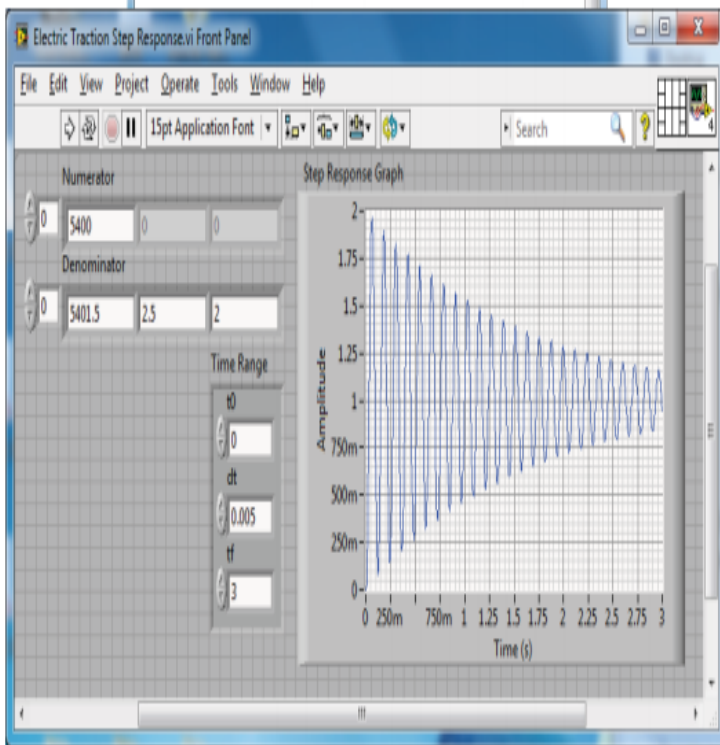 Electric Traction Step Response.vi Front Panel
File Edit View Project Operate Tools Window Help
15pt Application Font
Search
4
Numerator
0 5400 0 0
Denominator
0 5401.5 2.5 2
Time Range
t0
0
dt
0.005
tf
3
Step Response Graph
Amplitude
2
1.75
1.5
1.25
1
750m
500m
250m
0
0 250m 750m 1 1.25 1.5 1.75 2 2.25 2.5 2.75 3
Time (s)